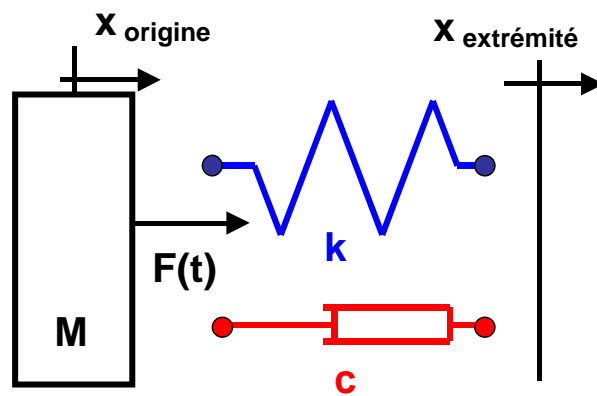 x origine
x extrémité
k
F(t)
M
c